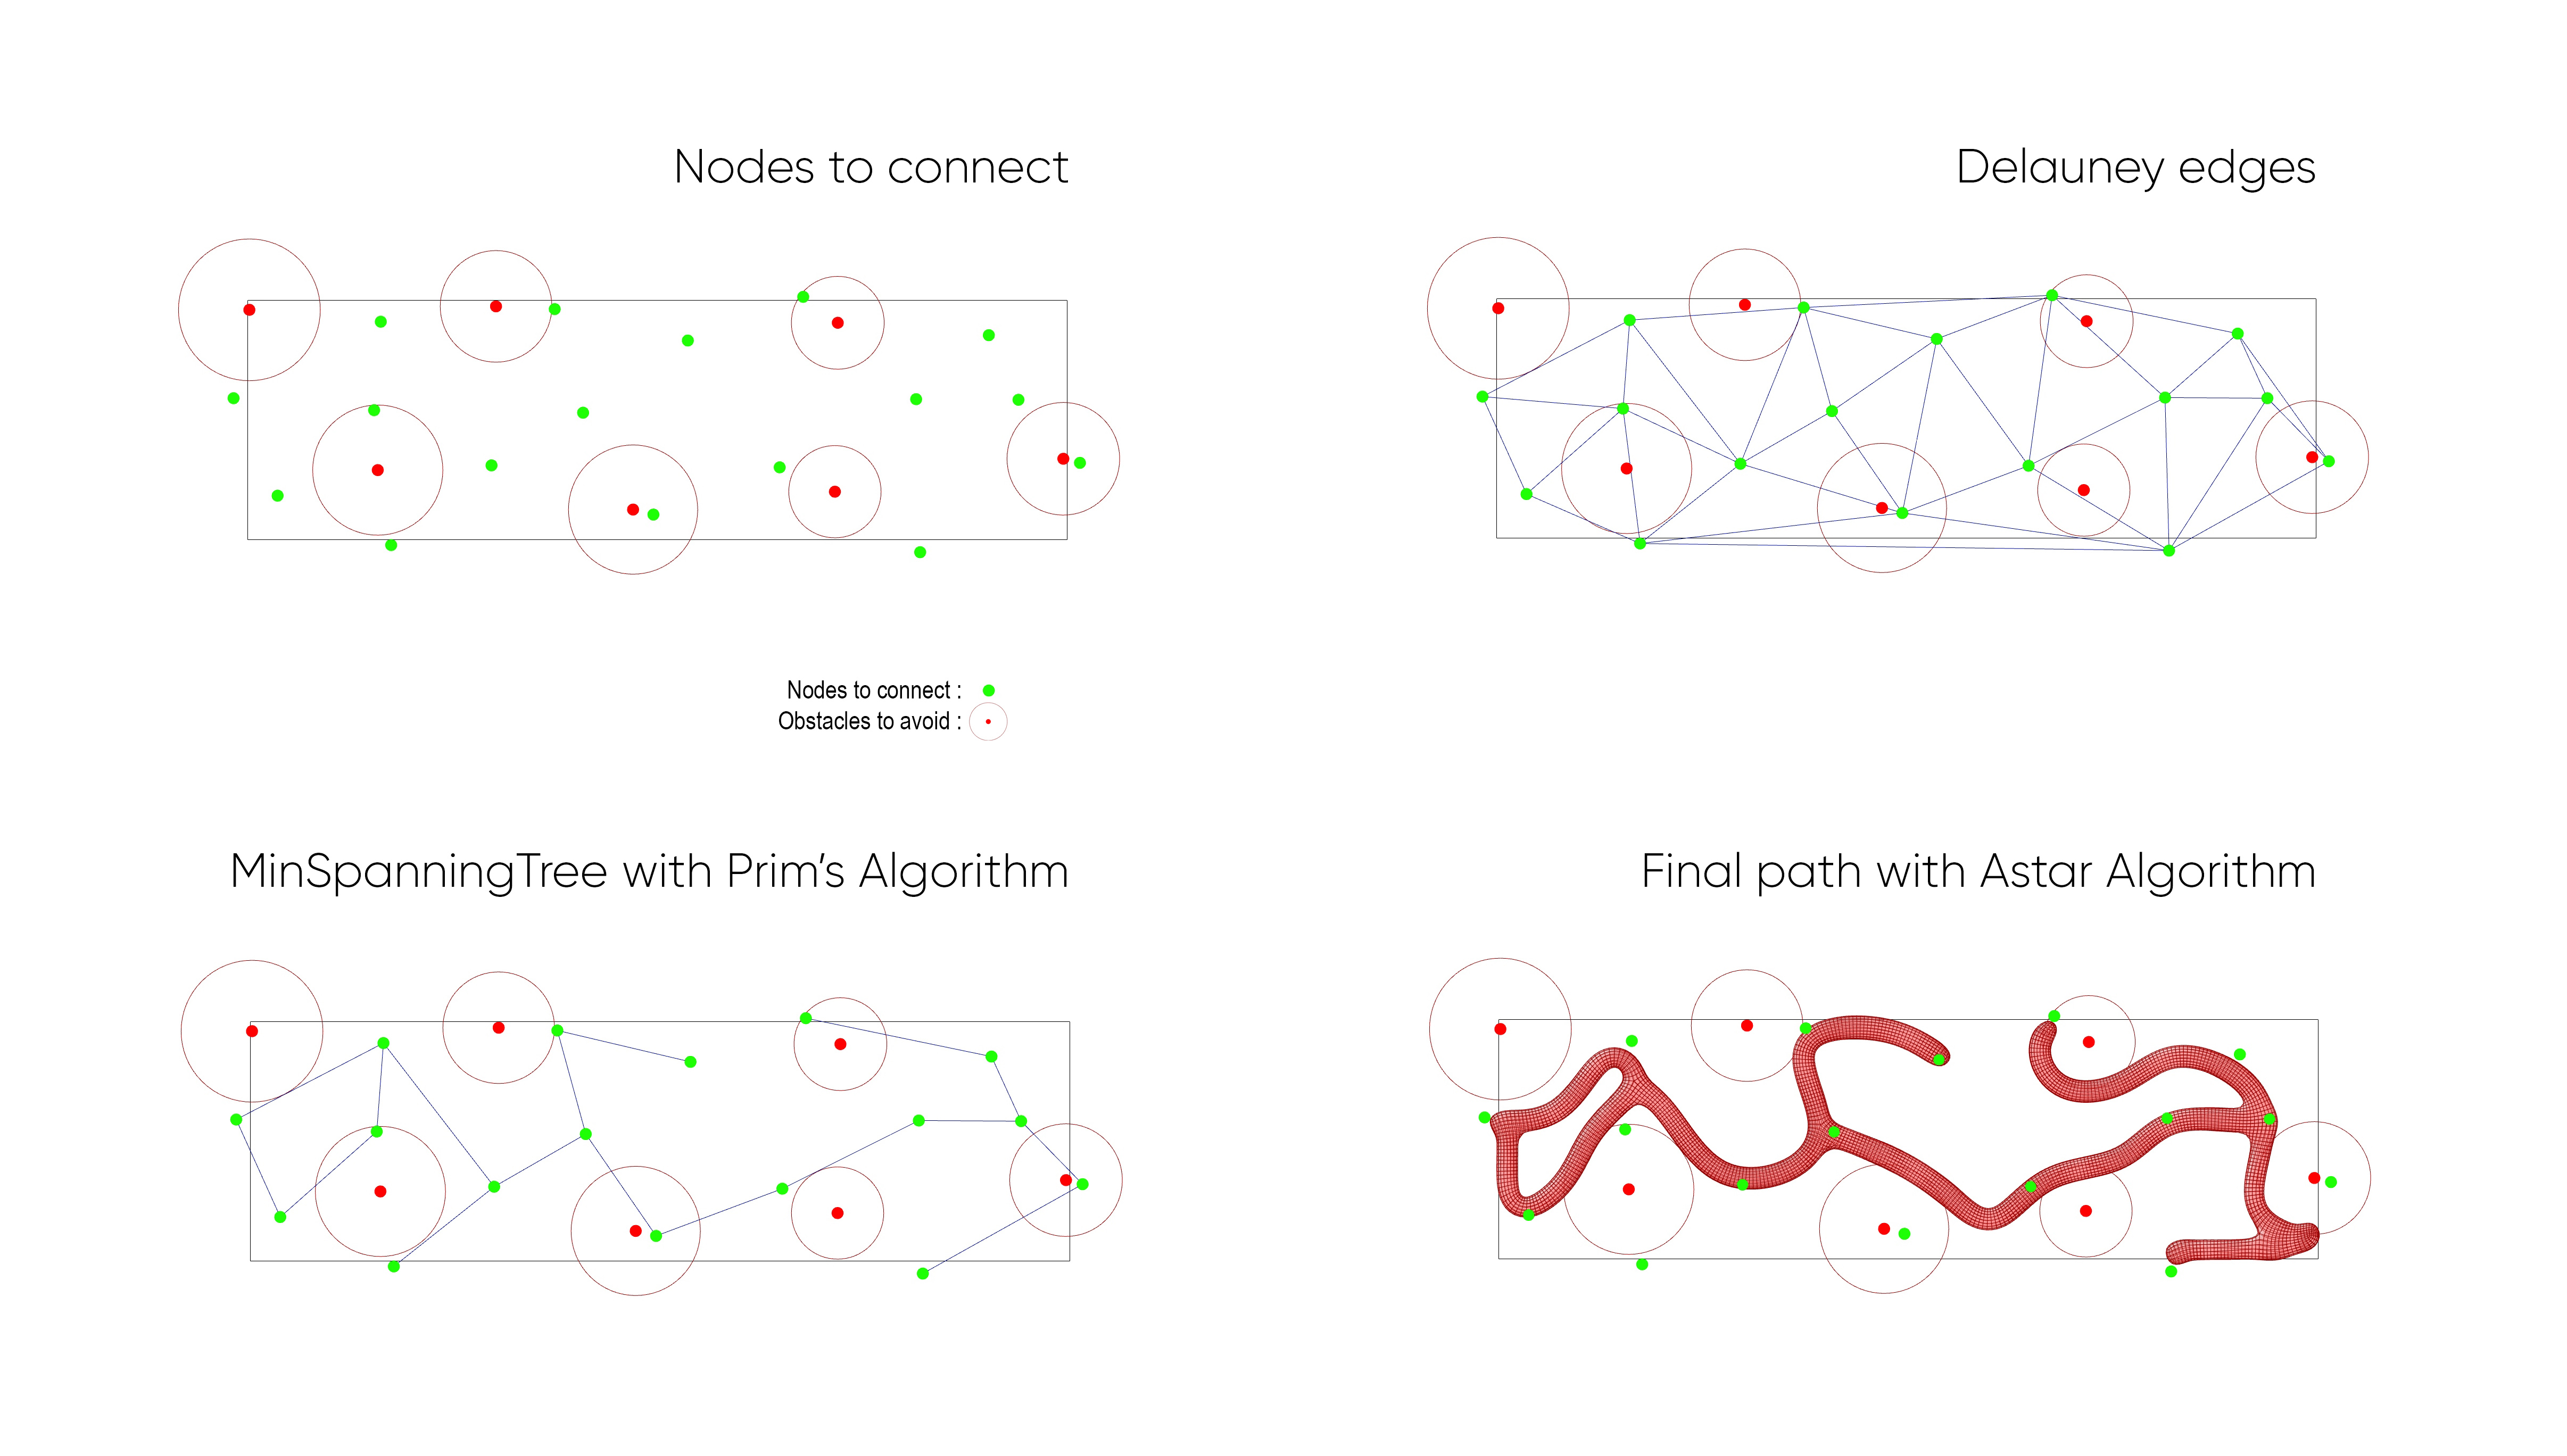 Nodes to connect
Delauney edges
Nodes to connect :
Obstacles to avoid :
MinSpanningTree with Prim's Algorithm
Final path with Astar Algorithm